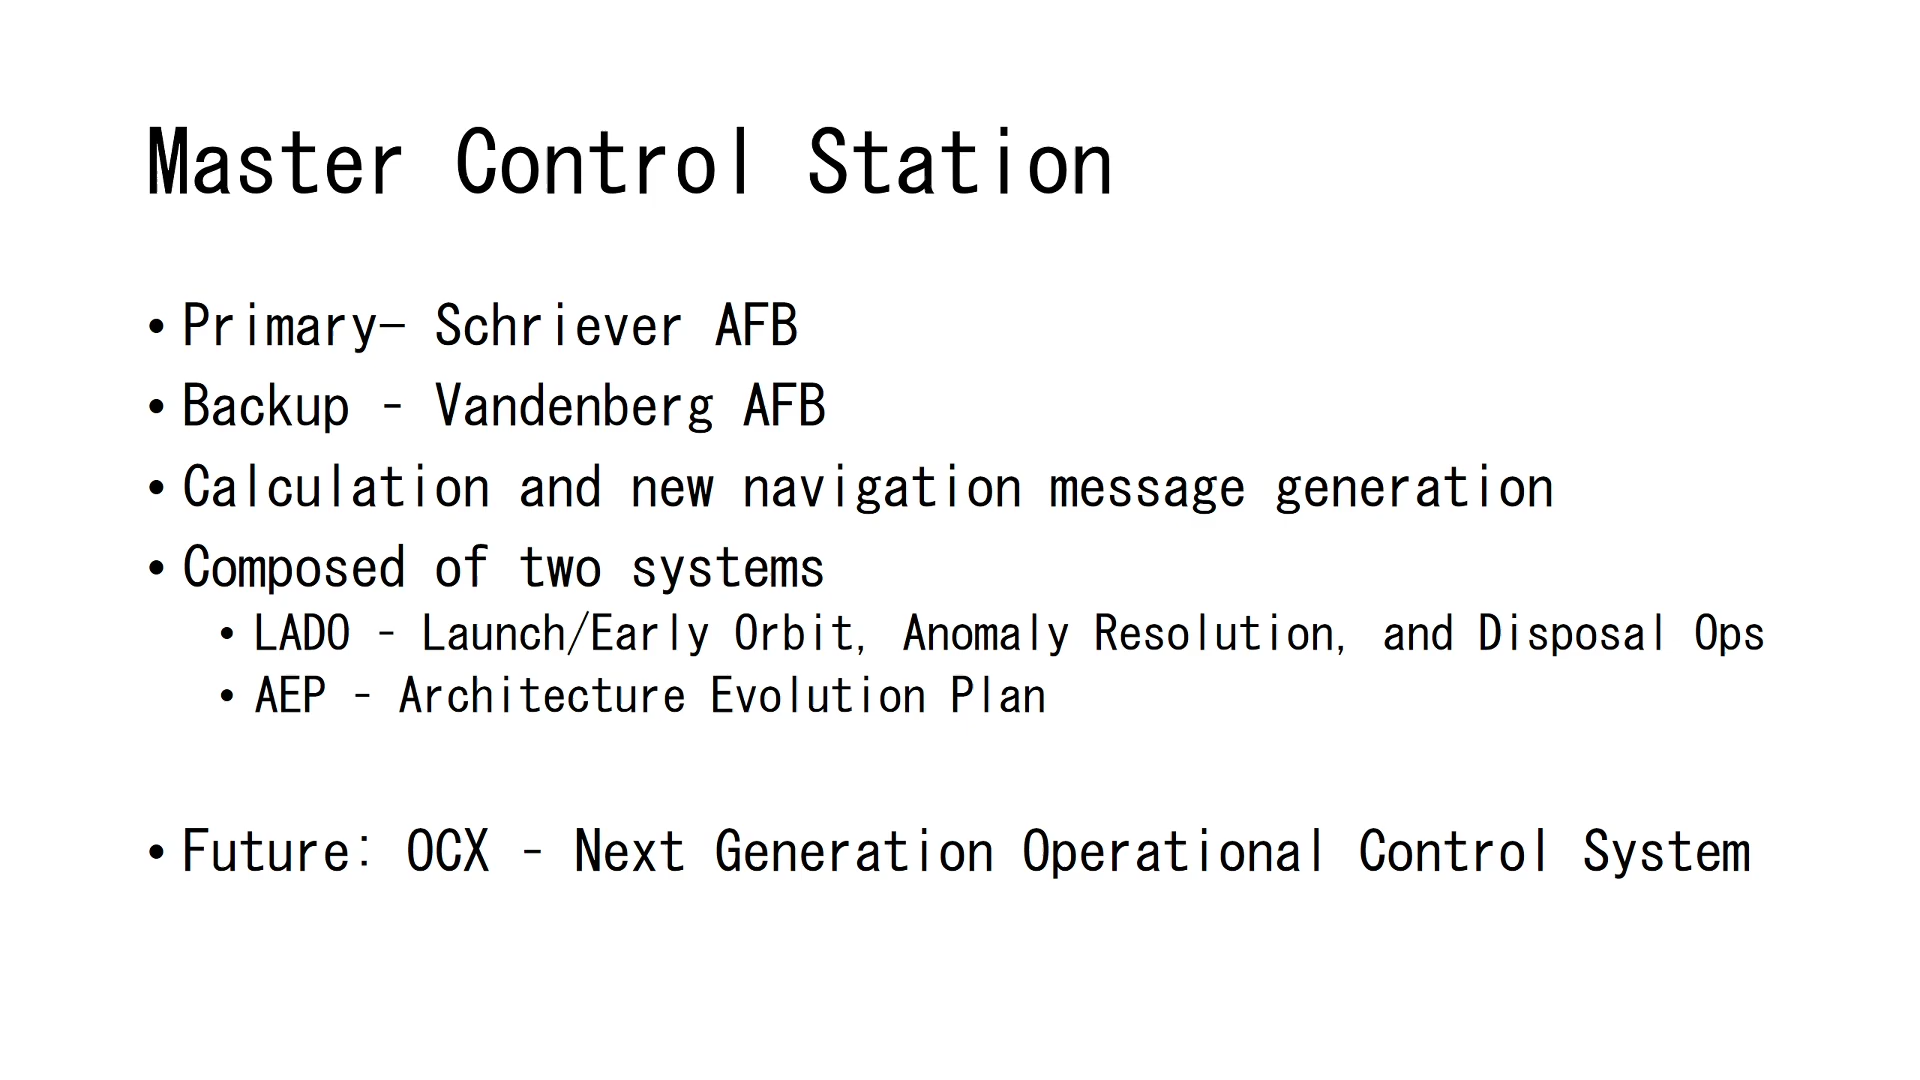 Master Control Station
• Primary– Schriever AFB
• Backup - Vandenberg AFB
• Calculation and new navigation message generation
• Composed of two systems
• LADO - Launch/Early Orbit, Anomaly Resolution, and Disposal Ops
• AEP - Architecture Evolution Plan
• Future: OCX - Next Generation Operational Control System